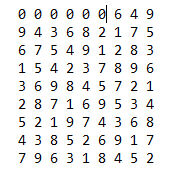 0 0 0 0 0 0 6 4 9
9 4 3 6 8 2 1 7 5
6 7 5 4 9 1 2 8 3
1 5 4 2 3 7 8 9 6
3 6 9 8 4 5 7 2 1
2 8 7 1 6 9 5 3 4
5 2 1 9 7 4 3 6 8
4 3 8 5 2 6 9 1 7
7 9 6 3 1 8 4 5 2